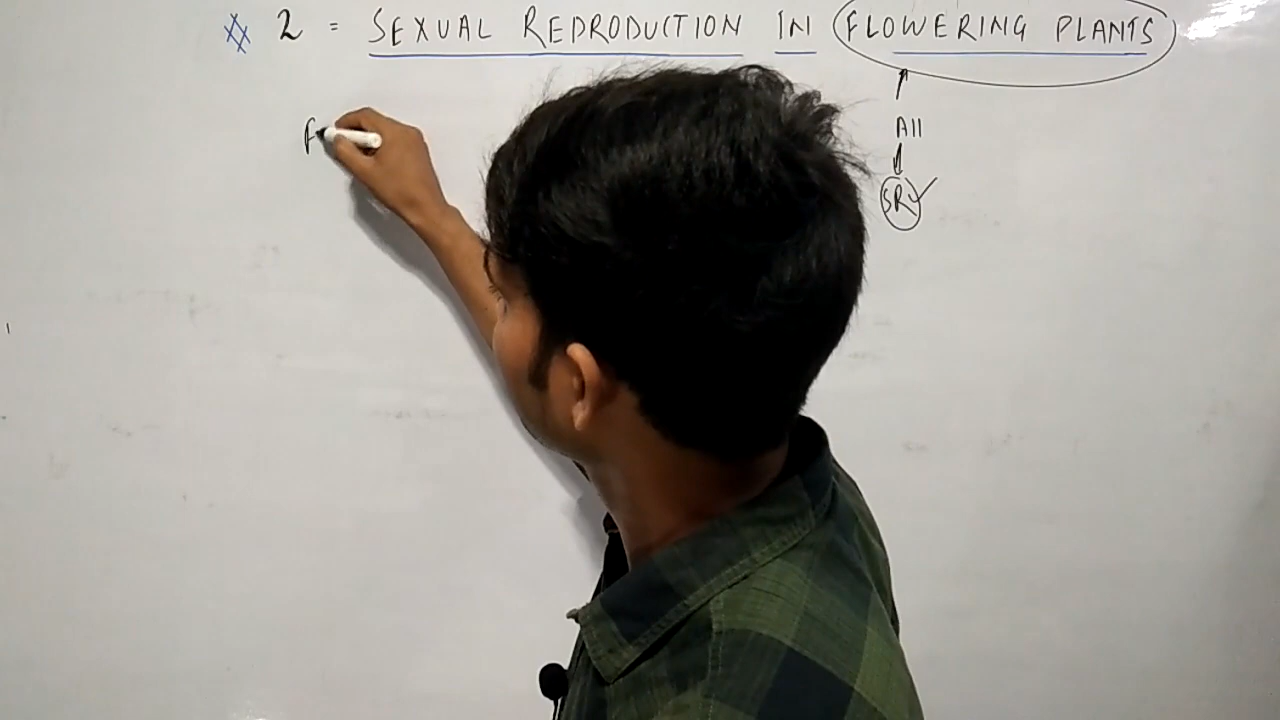 2 = SEXUAL REPRODUCTION IN FLOWERING PLANTS
All
SR